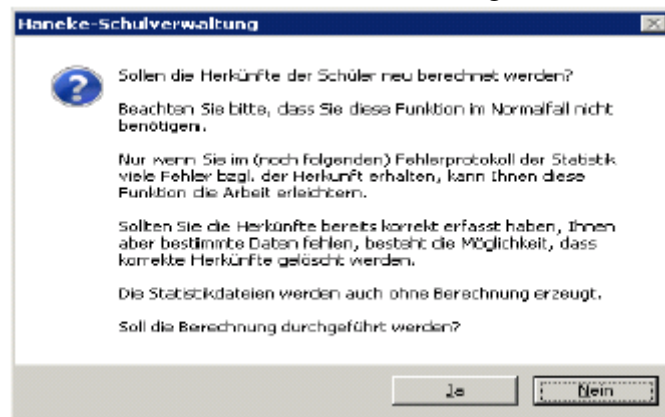 Haneke-Schulverwaltung
Sollen die Herkünfte der Schüler neu berechnet werden?
Beachten Sie bitte, dass Sie diese Funktion im Normalfall nicht
benötigen.
Nur wenn Sie im (noch folgenden) Fehlerprotokoll der Statistik
viele Fehler bzgl. der Herkunft erhalten, kann Ihnen diese
Funktion die Arbeit erleichtern.
Sollten Sie die Herkünfte bereits korrekt erfasst haben, Ihnen
aber bestimmte Daten fehlen, besteht die Möglichkeit, dass
korrekte Herkünfte gelöscht werden.
Die Statistikdateien werden auch ohne Berechnung erzeugt.
Soll die Berechnung durchgeführt werden?
Ja
Nein